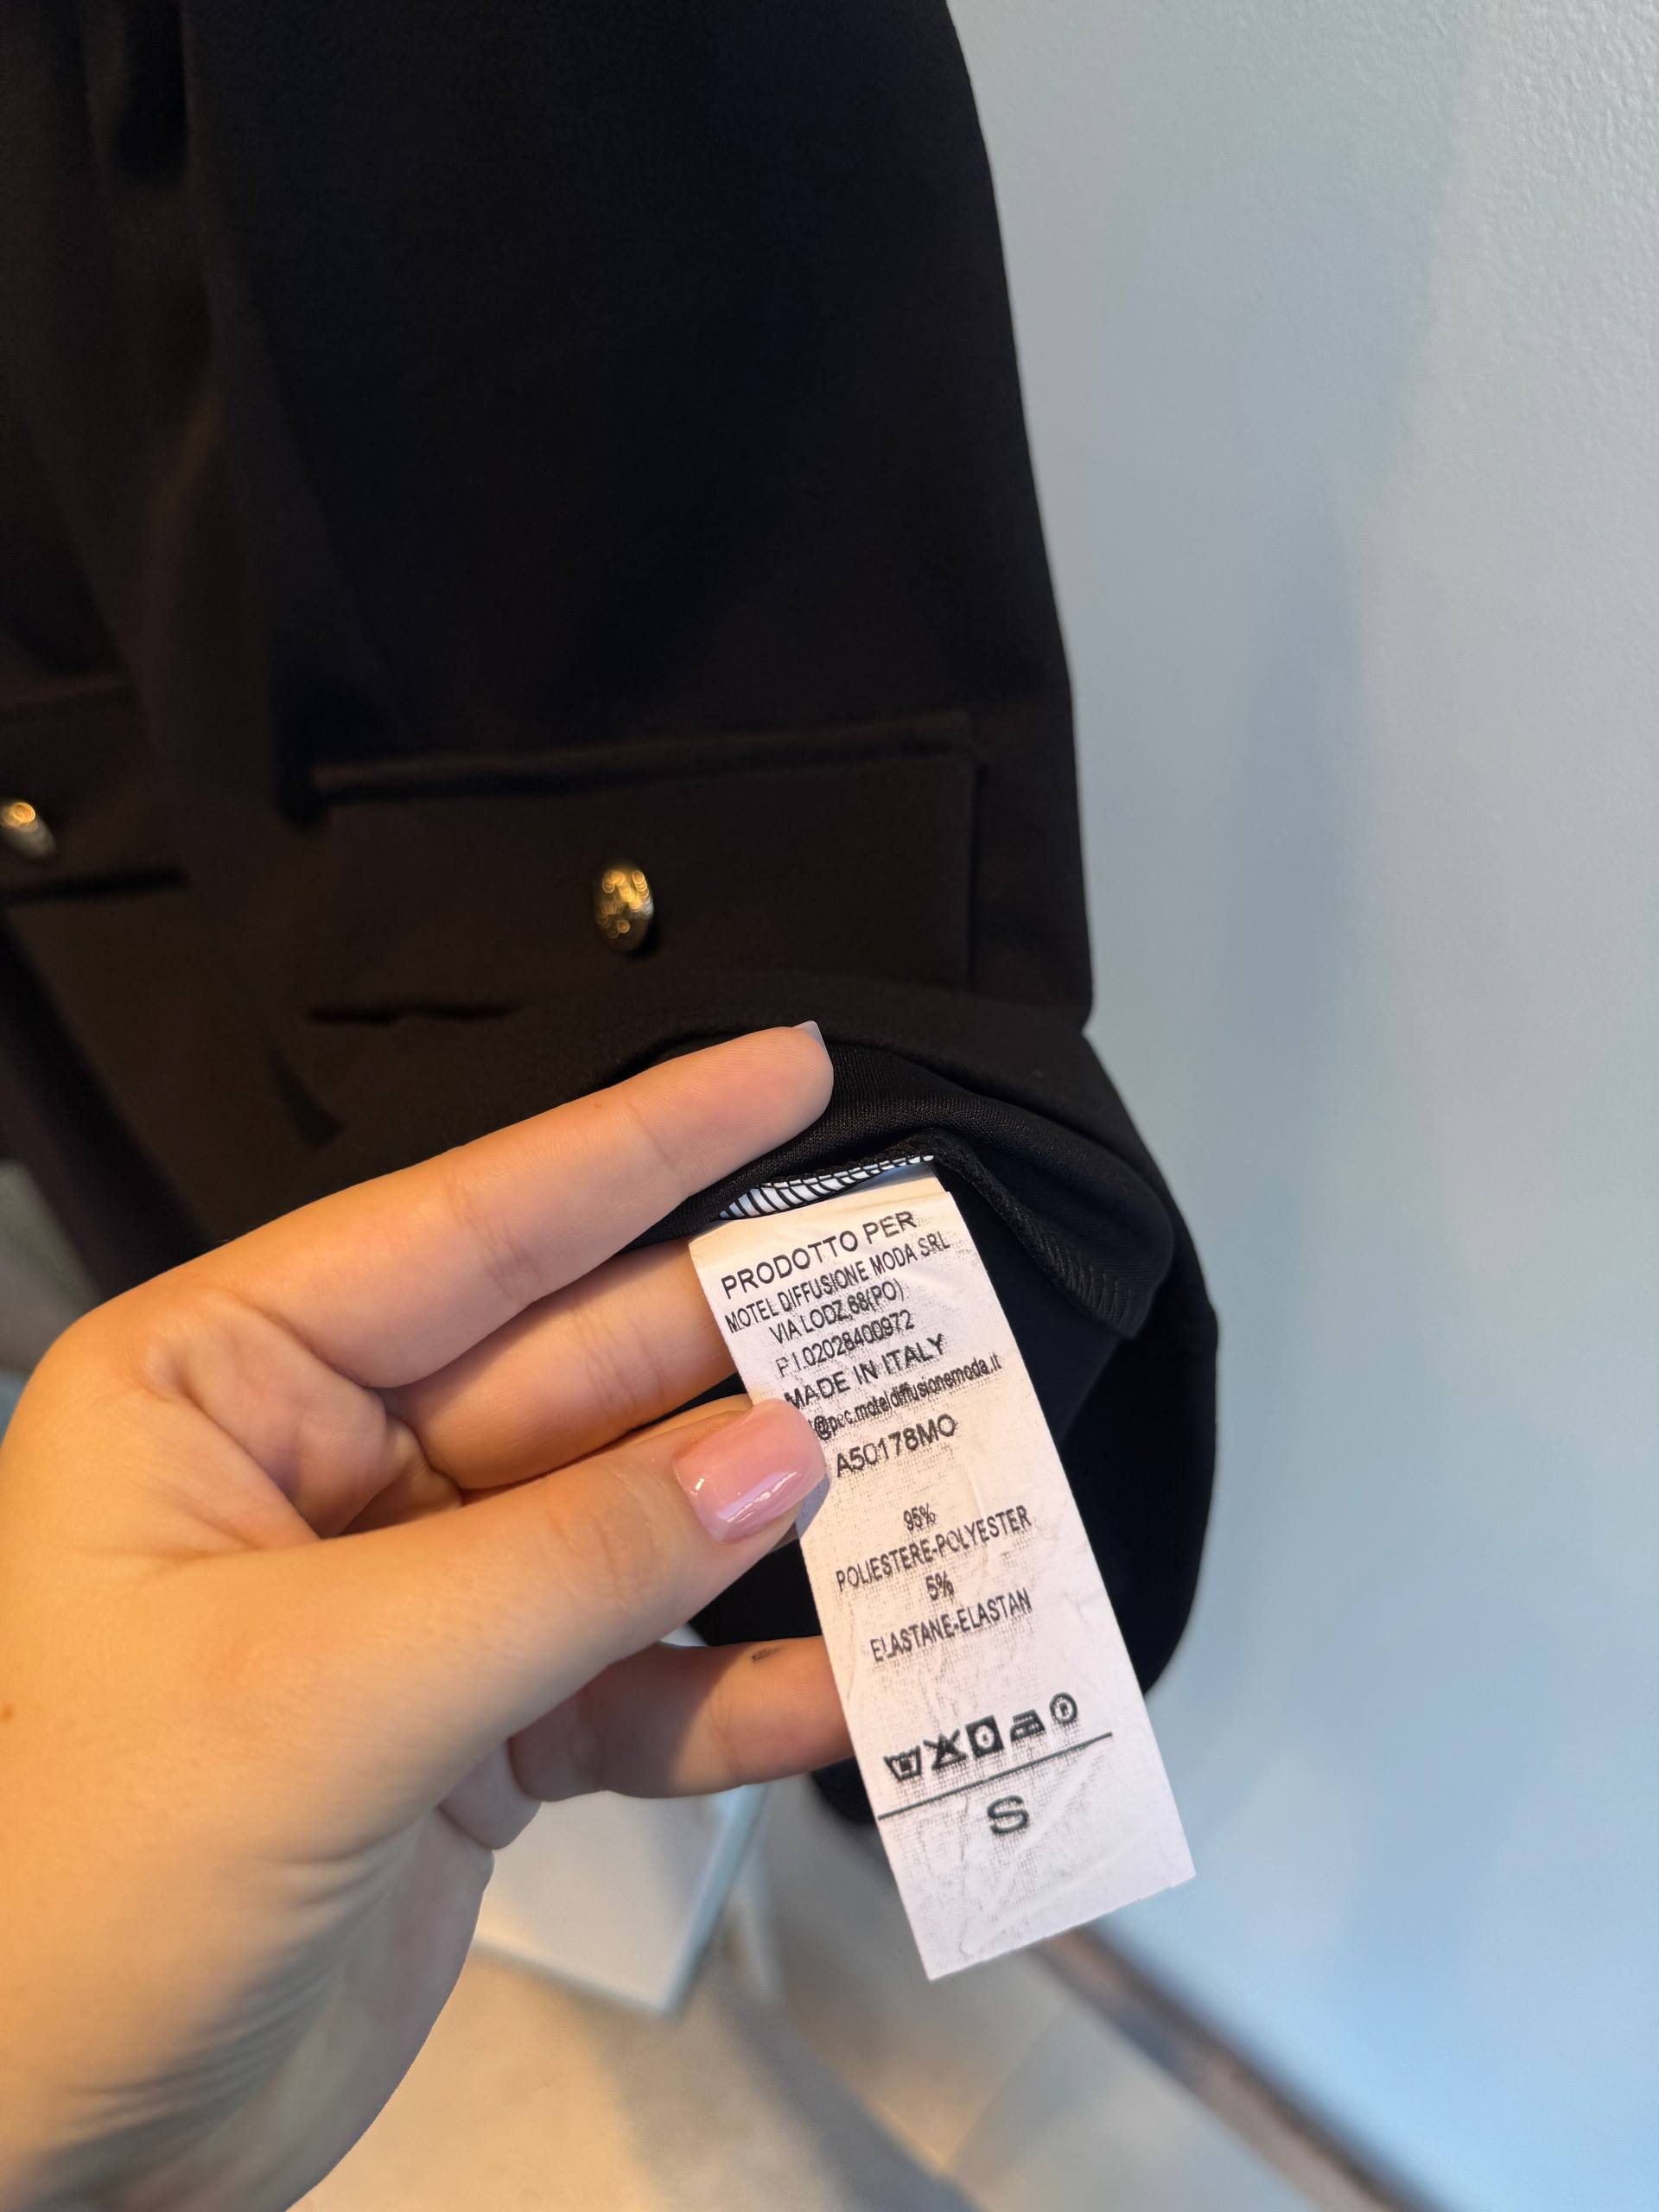 PRODOTTO PER
MOTEL DIFFUSIONE MODA SRL
VIA LODZ,68(PO)
P.I.02028400972
MADE IN ITALY
@pec.moteldiffusionemoda.it
A50178MO
95%
POLIESTERE-POLYESTER
5%
ELASTANE-ELASTAN
S